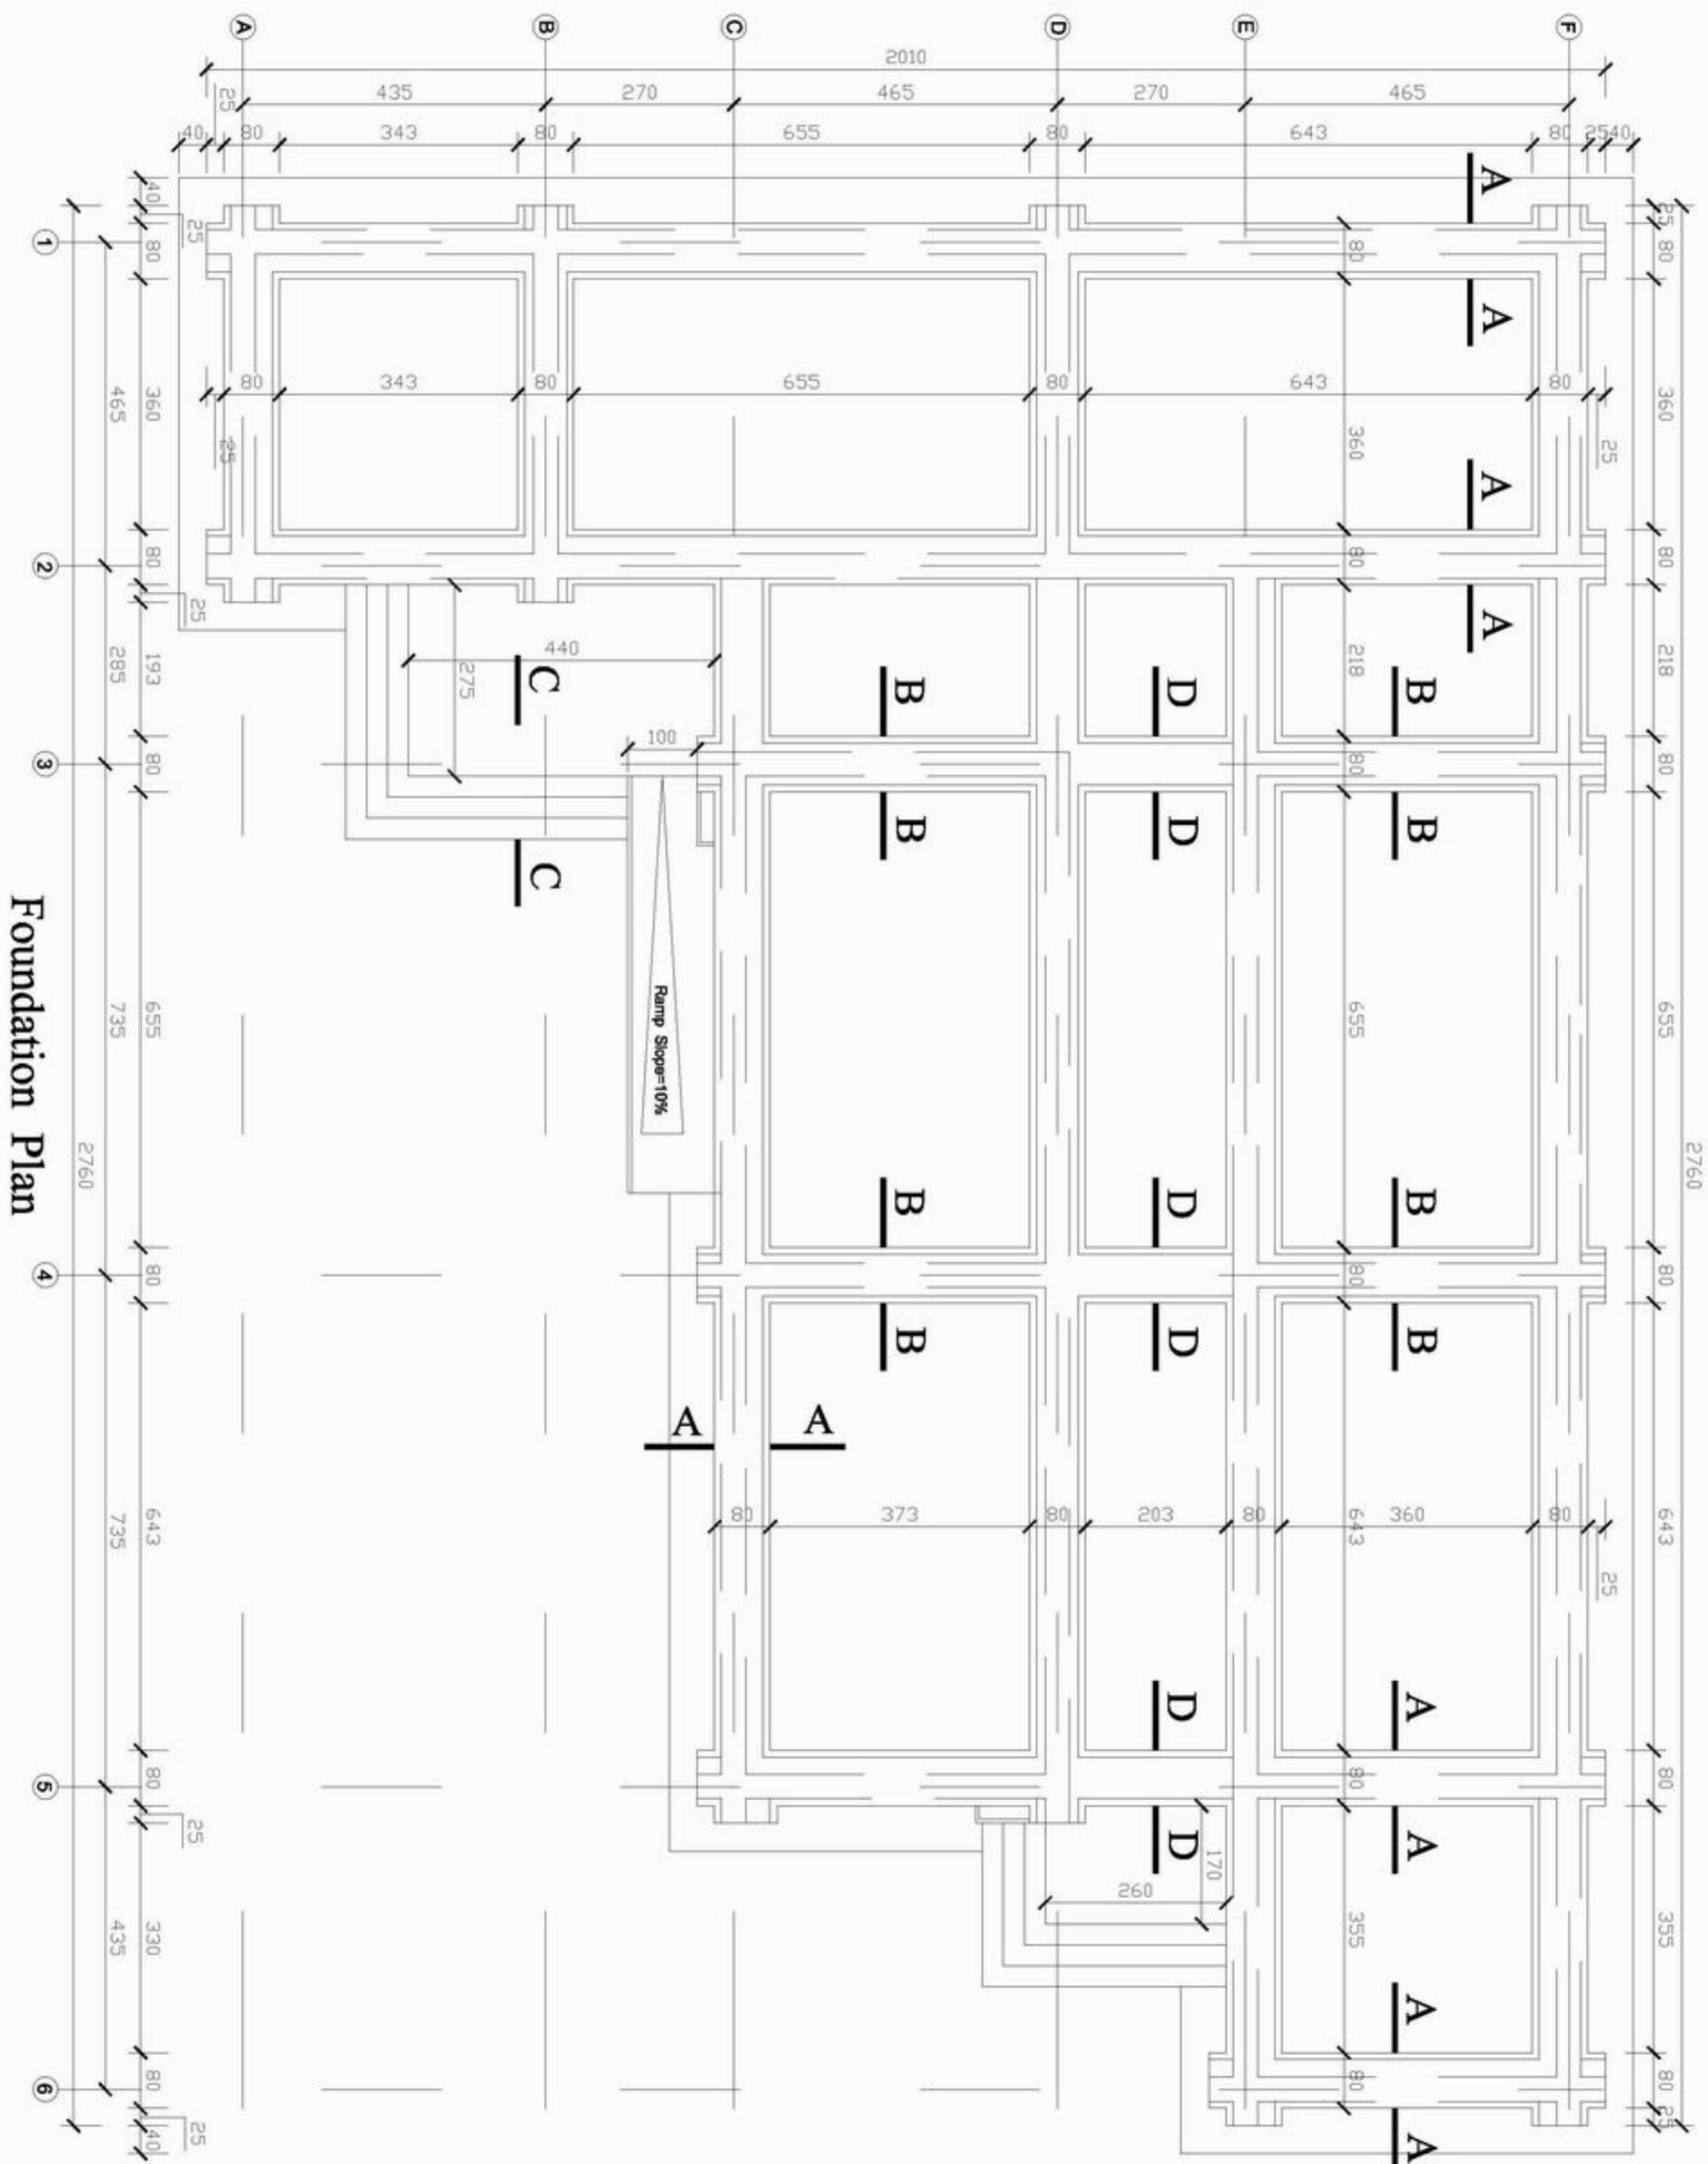 A B C D E F
2010
25 435 270 465 270 465
40 80 343 80 655 80 643 80 25 40
A
40 25 80
1
25 80
80
A
80 343 80 655 80 643 80
465 360 25 360 25 360
A
2
80 80 80
25
A
285 193 440 275 218 218
C B D B
100
3
80 80 80
B D B
C
Ramp Slope=10%
735 655 655 655
2760 2760
B D B
4
80 80 80
B D B
A A
80 373 80 203 80 360 80
735 643 643 643
25
D A
5
80 80 80
25
D A
170
260
435 330 355 355
A
6
80 80 80
25 40 25
A
Foundation Plan